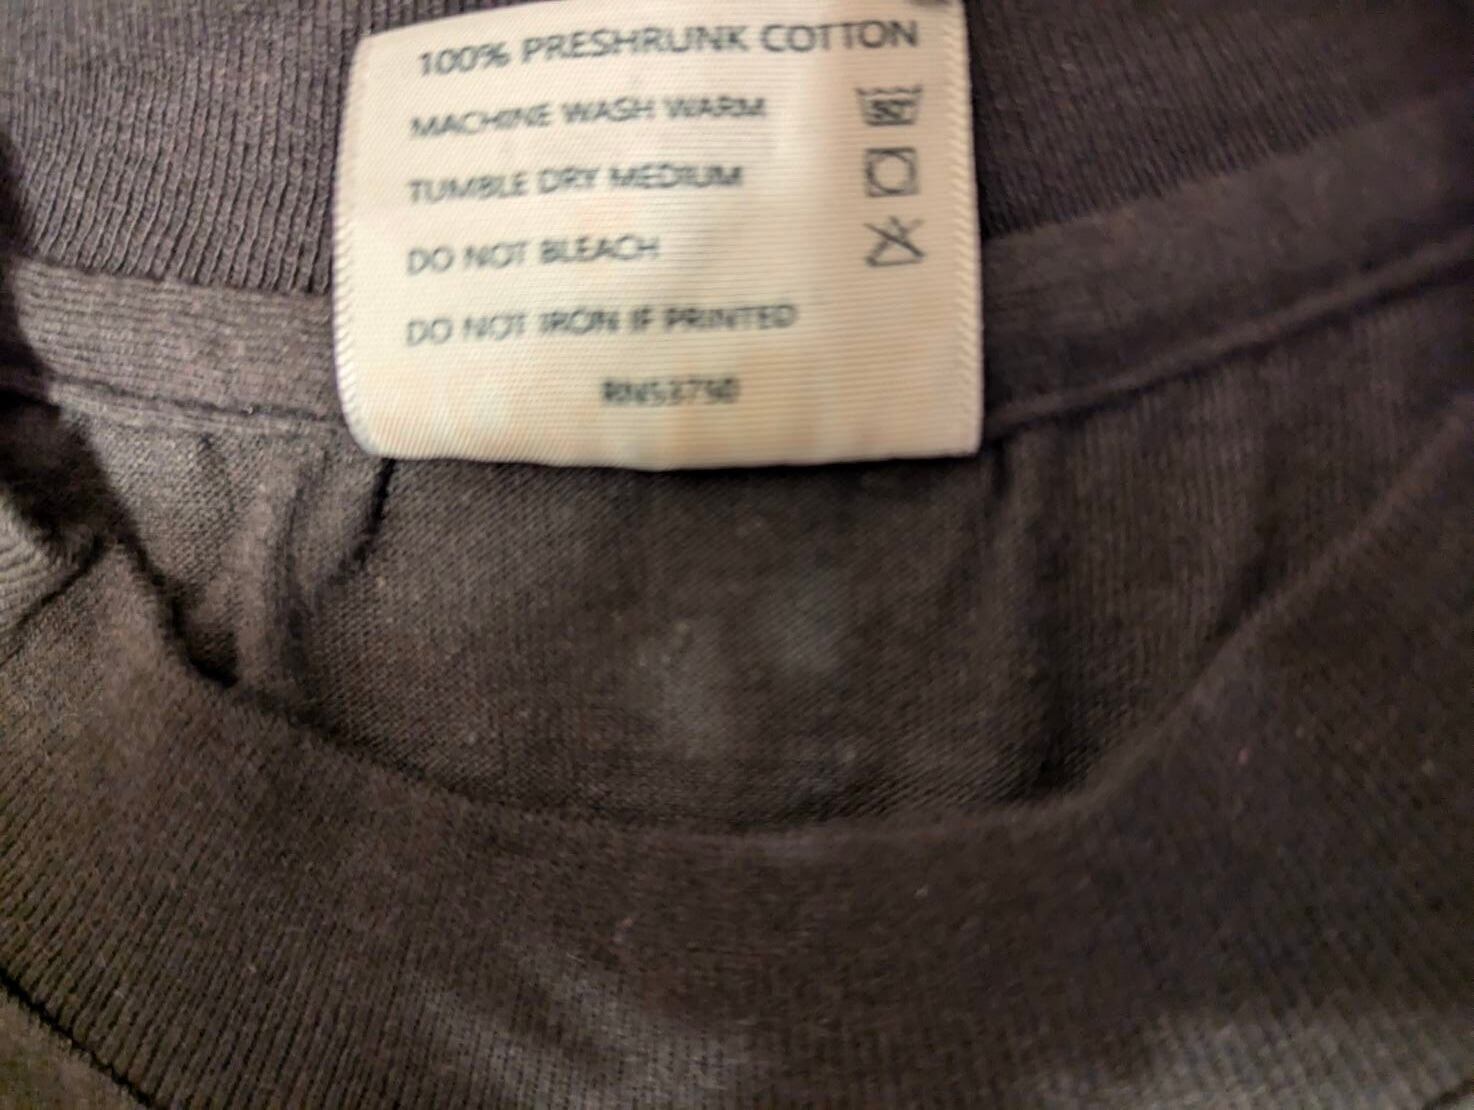 100% PRESHRUNK COTTON
MACHINE WASH WARM
TUMBLE DRY MEDIUM
DO NOT BLEACH
DO NOT IRON IF PRINTED